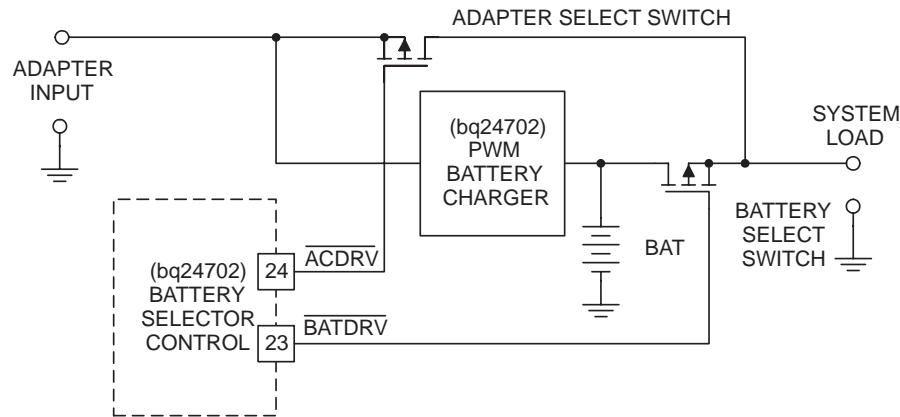 ADAPTER SELECT SWITCH
ADAPTER
INPUT
(bq24702)
PWM
BATTERY
CHARGER
SYSTEM
LOAD
BATTERY
SELECT
SWITCH
BAT
(bq24702)
BATTERY
SELECTOR
CONTROL
24
ACDRV
23
BATDRV